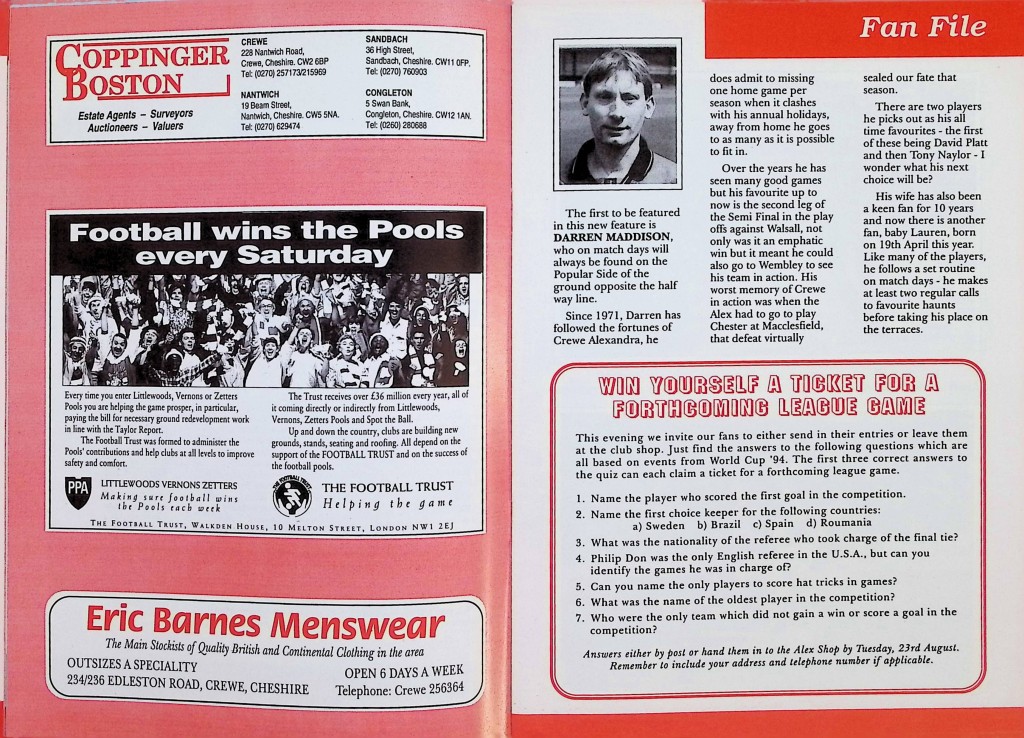 COPPINGER
BOSTON
Estate Agents – Surveyors
Auctioneers – Valuers
CREWE
228 Nantwich Road,
Crewe, Cheshire. CW2 6BP
Tel: (0270) 257173/215969
NANTWICH
19 Beam Street,
Nantwich, Cheshire. CW5 5NA.
Tel: (0270) 629474
SANDBACH
36 High Street,
Sandbach, Cheshire. CW11 0FP.
Tel: (0270) 760903
CONGLETON
5 Swan Bank,
Congleton, Cheshire. CW12 1AN.
Tel: (0260) 280688
Football wins the Pools
every Saturday
Every time you enter Littlewoods, Vernons or Zetters
Pools you are helping the game prosper, in particular,
paying the bill for necessary ground redevelopment work
in line with the Taylor Report.
The Football Trust was formed to administer the
Pools' contributions and help clubs at all levels to improve
safety and comfort.
The Trust receives over £36 million every year, all of
it coming directly or indirectly from Littlewoods,
Vernons, Zetters Pools and Spot the Ball.
Up and down the country, clubs are building new
grounds, stands, seating and roofing. All depend on the
support of the FOOTBALL TRUST and on the success of
the football pools.
PPA
LITTLEWOODS VERNONS ZETTERS
Making sure football wins
the Pools each week
THE FOOTBALL TRUST
THE FOOTBALL TRUST
Helping the game
THE FOOTBALL TRUST, WALKDEN HOUSE, 10 MELTON STREET, LONDON NW1 2EJ
Eric Barnes Menswear
The Main Stockists of Quality British and Continental Clothing in the area
OUTSIZES A SPECIALITY
234/236 EDLESTON ROAD, CREWE, CHESHIRE
OPEN 6 DAYS A WEEK
Telephone: Crewe 256364
Fan File
The first to be featured
in this new feature is
DARREN MADDISON,
who on match days will
always be found on the
Popular Side of the
ground opposite the half
way line.
Since 1971, Darren has
followed the fortunes of
Crewe Alexandra, he
does admit to missing
one home game per
season when it clashes
with his annual holidays,
away from home he goes
to as many as it is possible
to fit in.
Over the years he has
seen many good games
but his favourite up to
now is the second leg of
the Semi Final in the play
offs against Walsall, not
only was it an emphatic
win but it meant he could
also go to Wembley to see
his team in action. His
worst memory of Crewe
in action was when the
Alex had to go to play
Chester at Macclesfield,
that defeat virtually
sealed our fate that
season.
There are two players
he picks out as his all
time favourites - the first
of these being David Platt
and then Tony Naylor - I
wonder what his next
choice will be?
His wife has also been
a keen fan for 10 years
and now there is another
fan, baby Lauren, born
on 19th April this year.
Like many of the players,
he follows a set routine
on match days - he makes
at least two regular calls
to favourite haunts
before taking his place on
the terraces.
WIN YOURSELF A TICKET FOR A
FORTHCOMING LEAGUE GAME
This evening we invite our fans to either send in their entries or leave them
at the club shop. Just find the answers to the following questions which are
all based on events from World Cup '94. The first three correct answers to
the quiz can each claim a ticket for a forthcoming league game.
1. Name the player who scored the first goal in the competition.
2. Name the first choice keeper for the following countries:
a) Sweden b) Brazil c) Spain d) Roumania
3. What was the nationality of the referee who took charge of the final tie?
4. Philip Don was the only English referee in the U.S.A., but can you
identify the games he was in charge of?
5. Can you name the only players to score hat tricks in games?
6. What was the name of the oldest player in the competition?
7. Who were the only team which did not gain a win or score a goal in the
competition?
Answers either by post or hand them in to the Alex Shop by Tuesday, 23rd August.
Remember to include your address and telephone number if applicable.